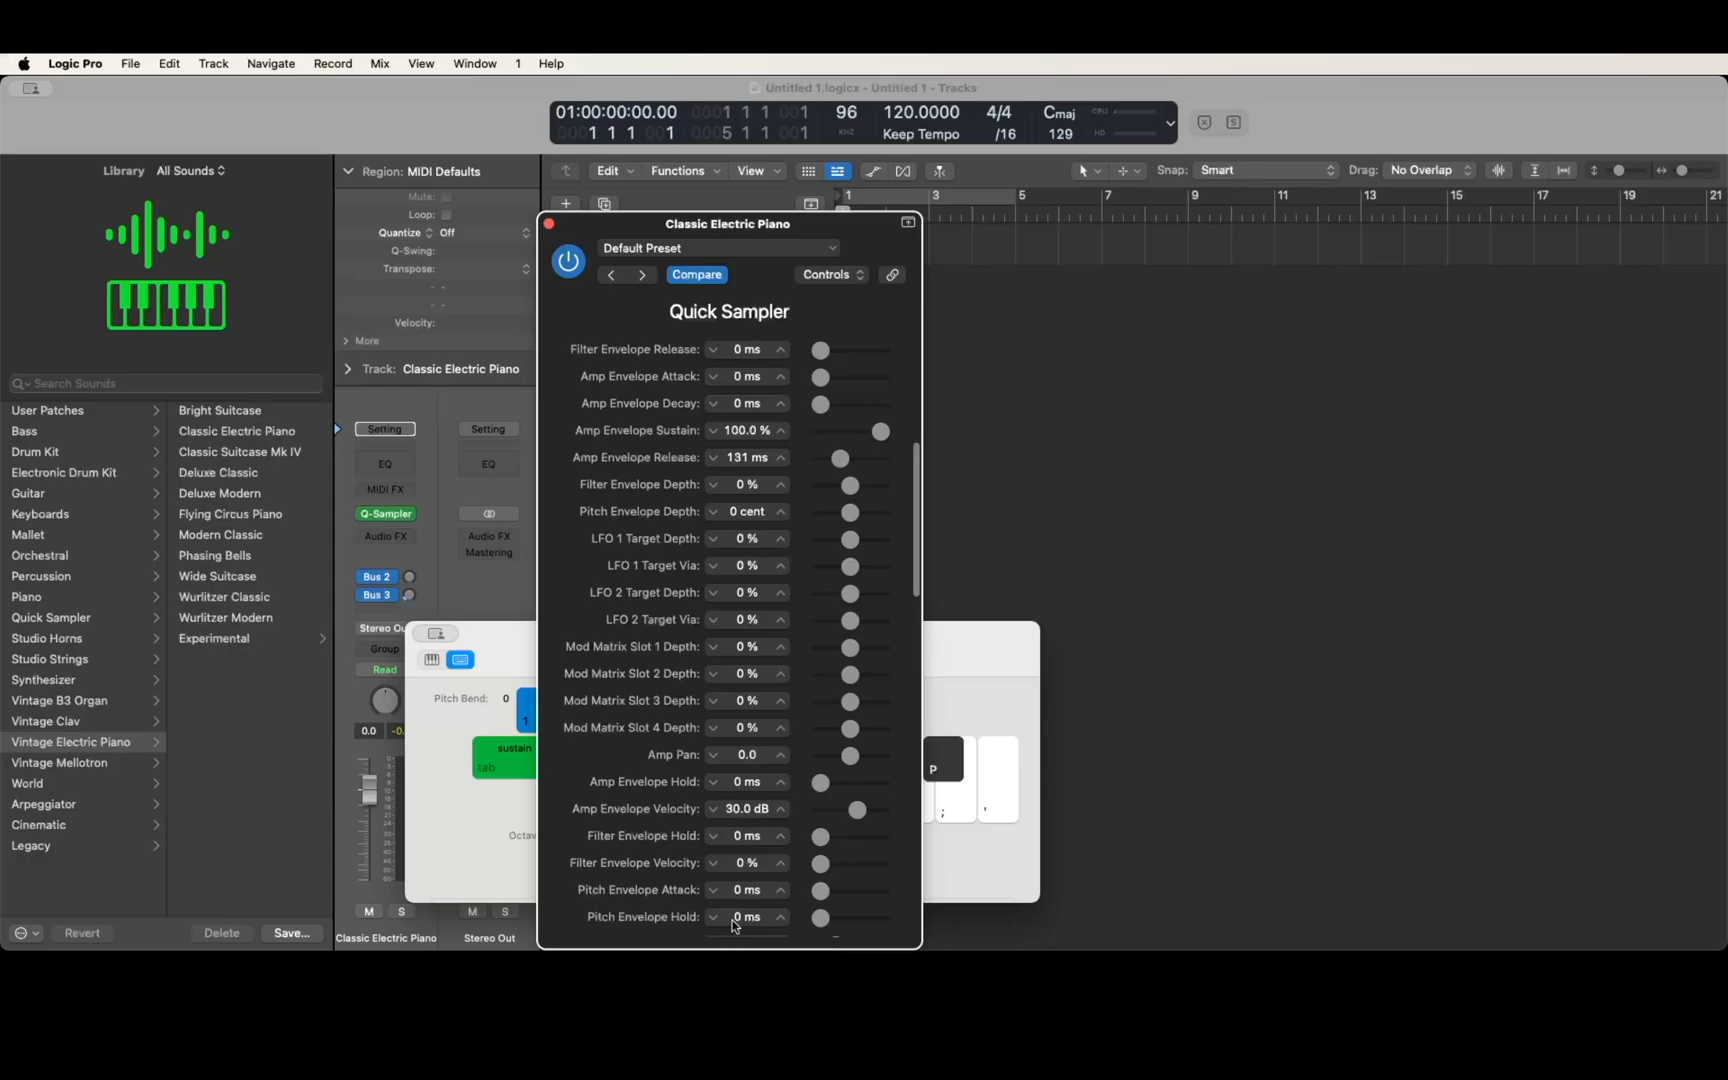 Logic Pro File Edit Track Navigate Record Mix View Window 1 Help
Untitled 1.logicx - Untitled 1 - Tracks
01:00:00:00.00 0001 1 1 001 96 120.0000 4/4 Cmaj CPU
0001 1 1 001 0005 1 1 001 KHZ Keep Tempo /16 129 HD
Library All Sounds
Region: MIDI Defaults
Edit Functions View Snap: Smart Drag: No Overlap
1 3 5 7 9 11 13 15 17 19 21
Mute:
Loop:
Quantize Off
Q-Swing:
Transpose:
Velocity:
More
Track: Classic Electric Piano
Search Sounds
User Patches
Bass
Drum Kit
Electronic Drum Kit
Guitar
Keyboards
Mallet
Orchestral
Percussion
Piano
Quick Sampler
Studio Horns
Studio Strings
Synthesizer
Vintage B3 Organ
Vintage Clav
Vintage Electric Piano
Vintage Mellotron
World
Arpeggiator
Cinematic
Legacy
Bright Suitcase
Classic Electric Piano
Classic Suitcase Mk IV
Deluxe Classic
Deluxe Modern
Flying Circus Piano
Modern Classic
Phasing Bells
Wide Suitcase
Wurlitzer Classic
Wurlitzer Modern
Experimental
Revert Delete Save...
Setting Setting
EQ EQ
MIDI FX
Q-Sampler
Audio FX Audio FX
Mastering
Bus 2
Bus 3
Stereo Ou
Group
Read
0.0 -0.
M S M S
Classic Electric Piano Stereo Out
Classic Electric Piano
Default Preset
Compare Controls
Quick Sampler
Filter Envelope Release: 0 ms
Amp Envelope Attack: 0 ms
Amp Envelope Decay: 0 ms
Amp Envelope Sustain: 100.0 %
Amp Envelope Release: 131 ms
Filter Envelope Depth: 0 %
Pitch Envelope Depth: 0 cent
LFO 1 Target Depth: 0 %
LFO 1 Target Via: 0 %
LFO 2 Target Depth: 0 %
LFO 2 Target Via: 0 %
Mod Matrix Slot 1 Depth: 0 %
Mod Matrix Slot 2 Depth: 0 %
Mod Matrix Slot 3 Depth: 0 %
Mod Matrix Slot 4 Depth: 0 %
Amp Pan: 0.0
Amp Envelope Hold: 0 ms
Amp Envelope Velocity: 30.0 dB
Filter Envelope Hold: 0 ms
Filter Envelope Velocity: 0 %
Pitch Envelope Attack: 0 ms
Pitch Envelope Hold: 0 ms
Pitch Bend: 0
1
sustain
tab
Octav
P
; '